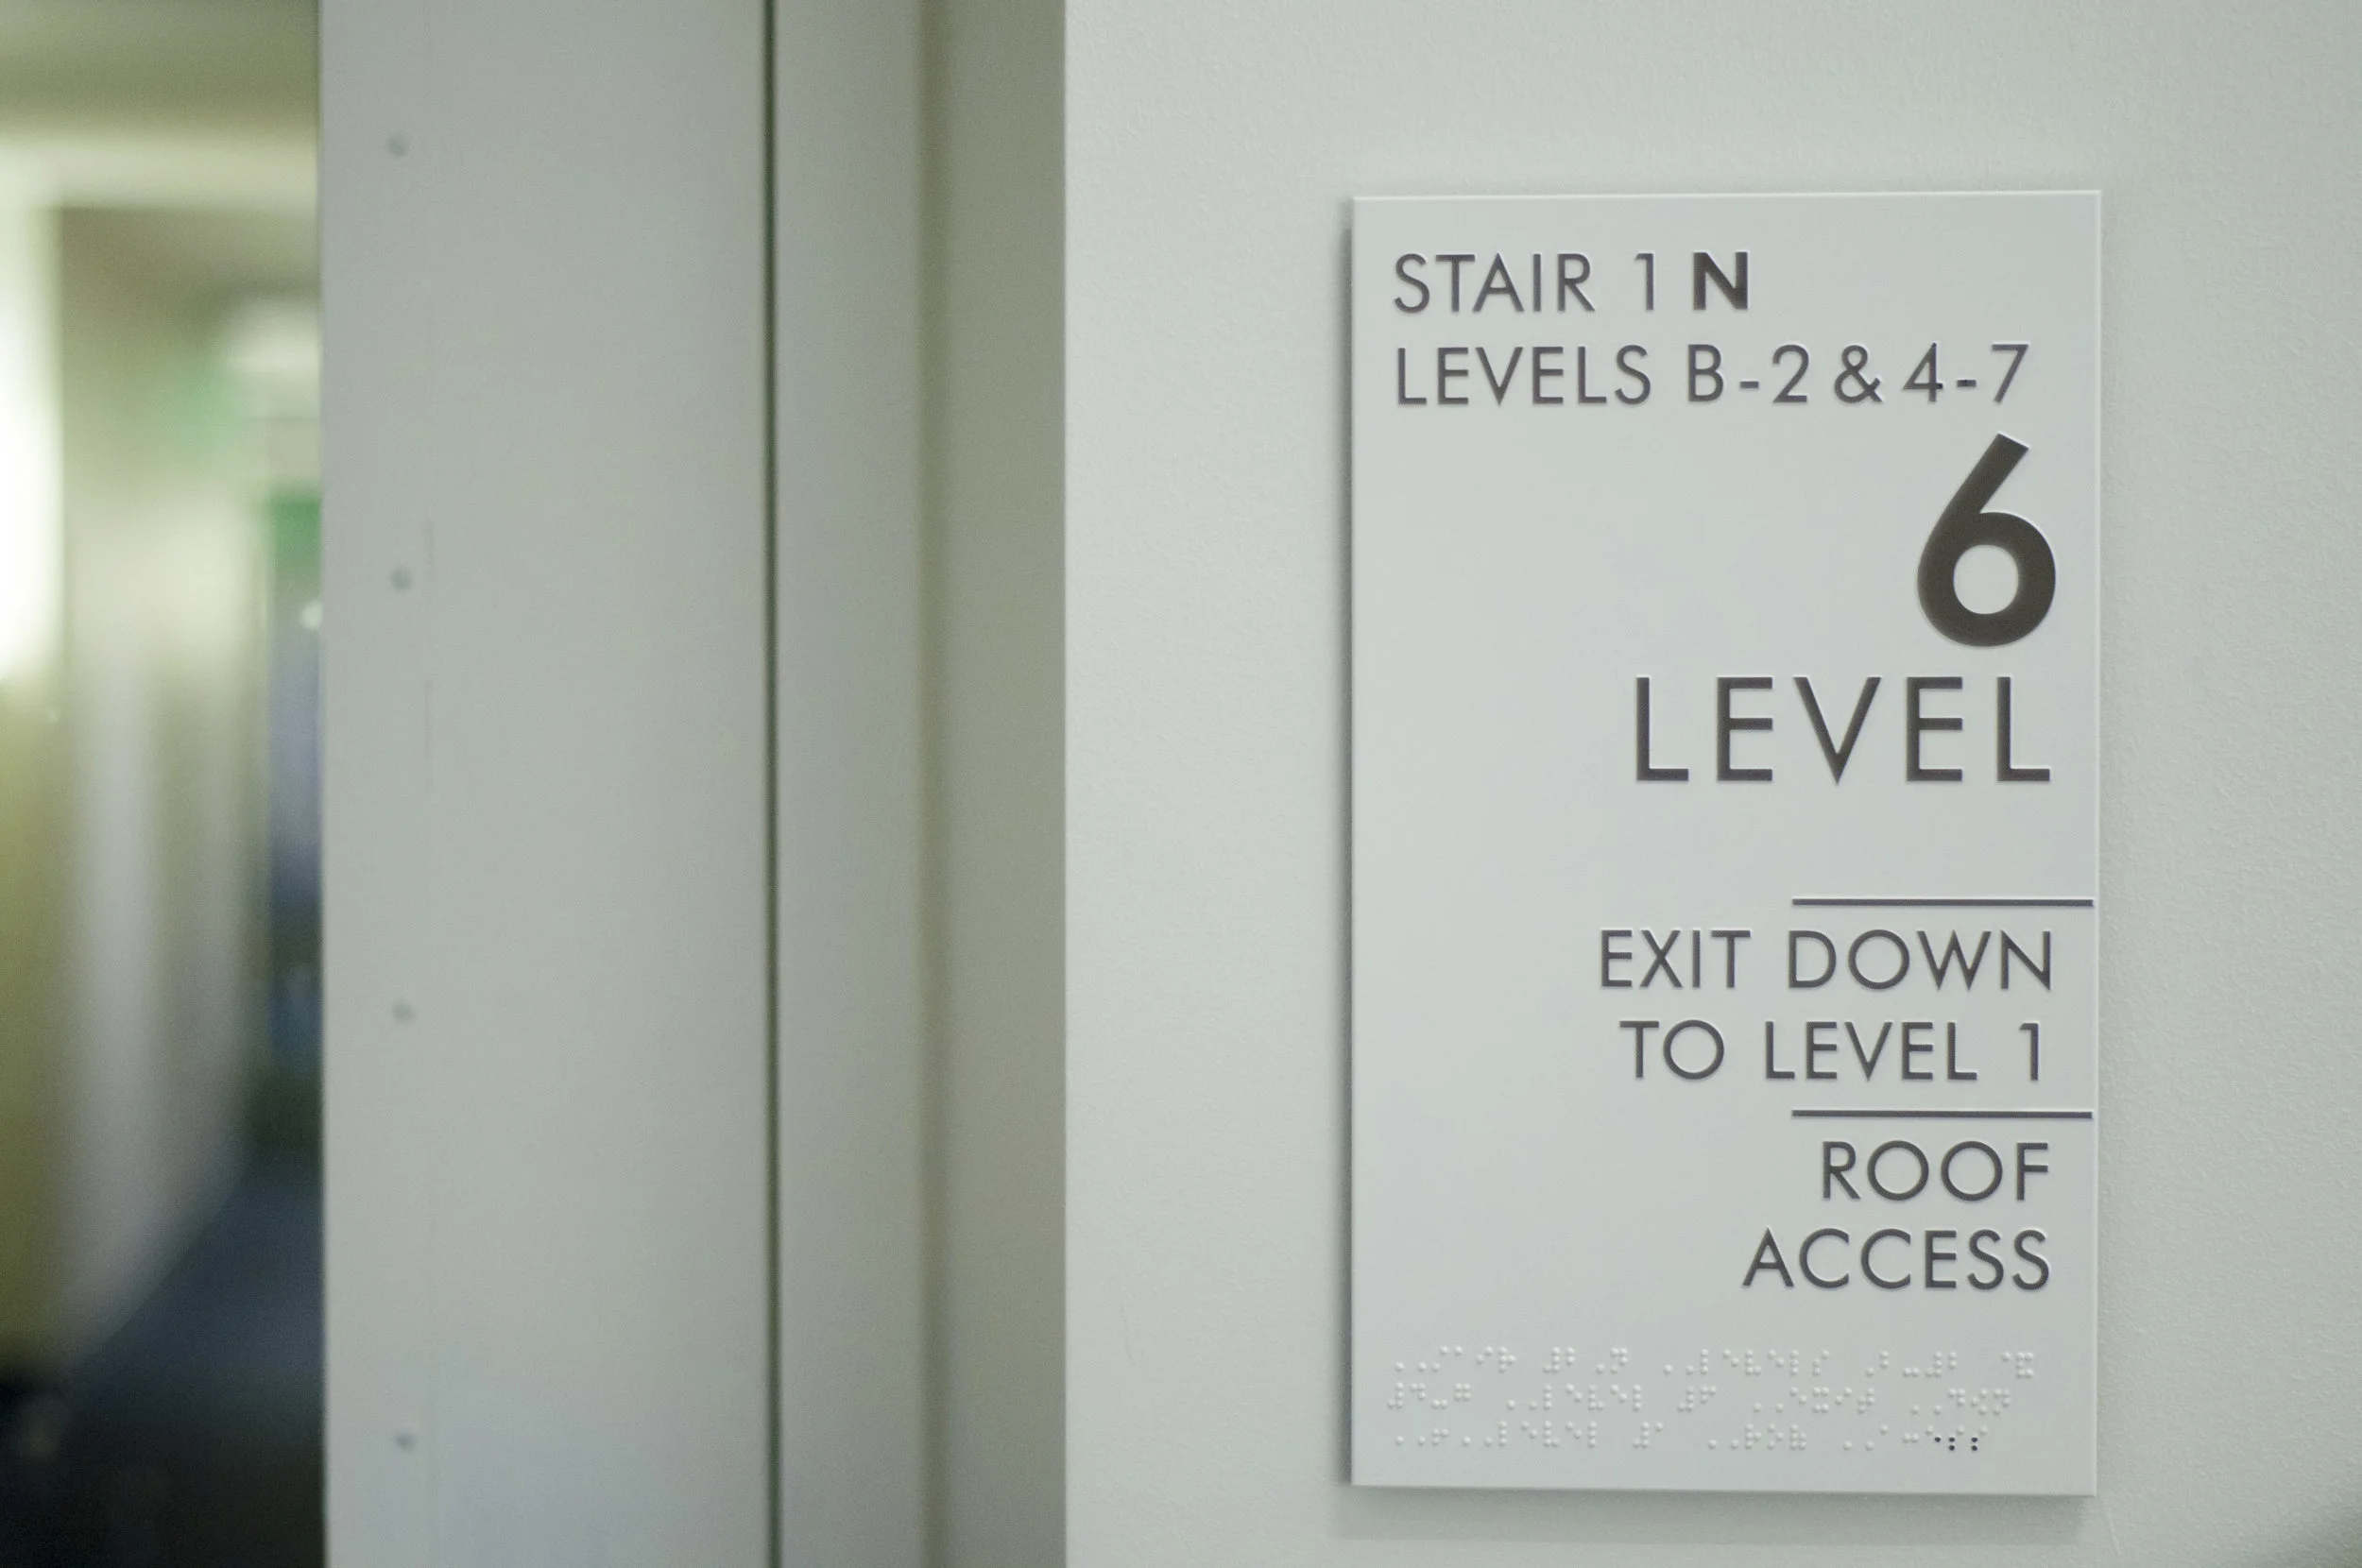 STAIR 1 N
LEVELS B-2 & 4-7
6
LEVEL
EXIT DOWN
TO LEVEL 1
ROOF
ACCESS